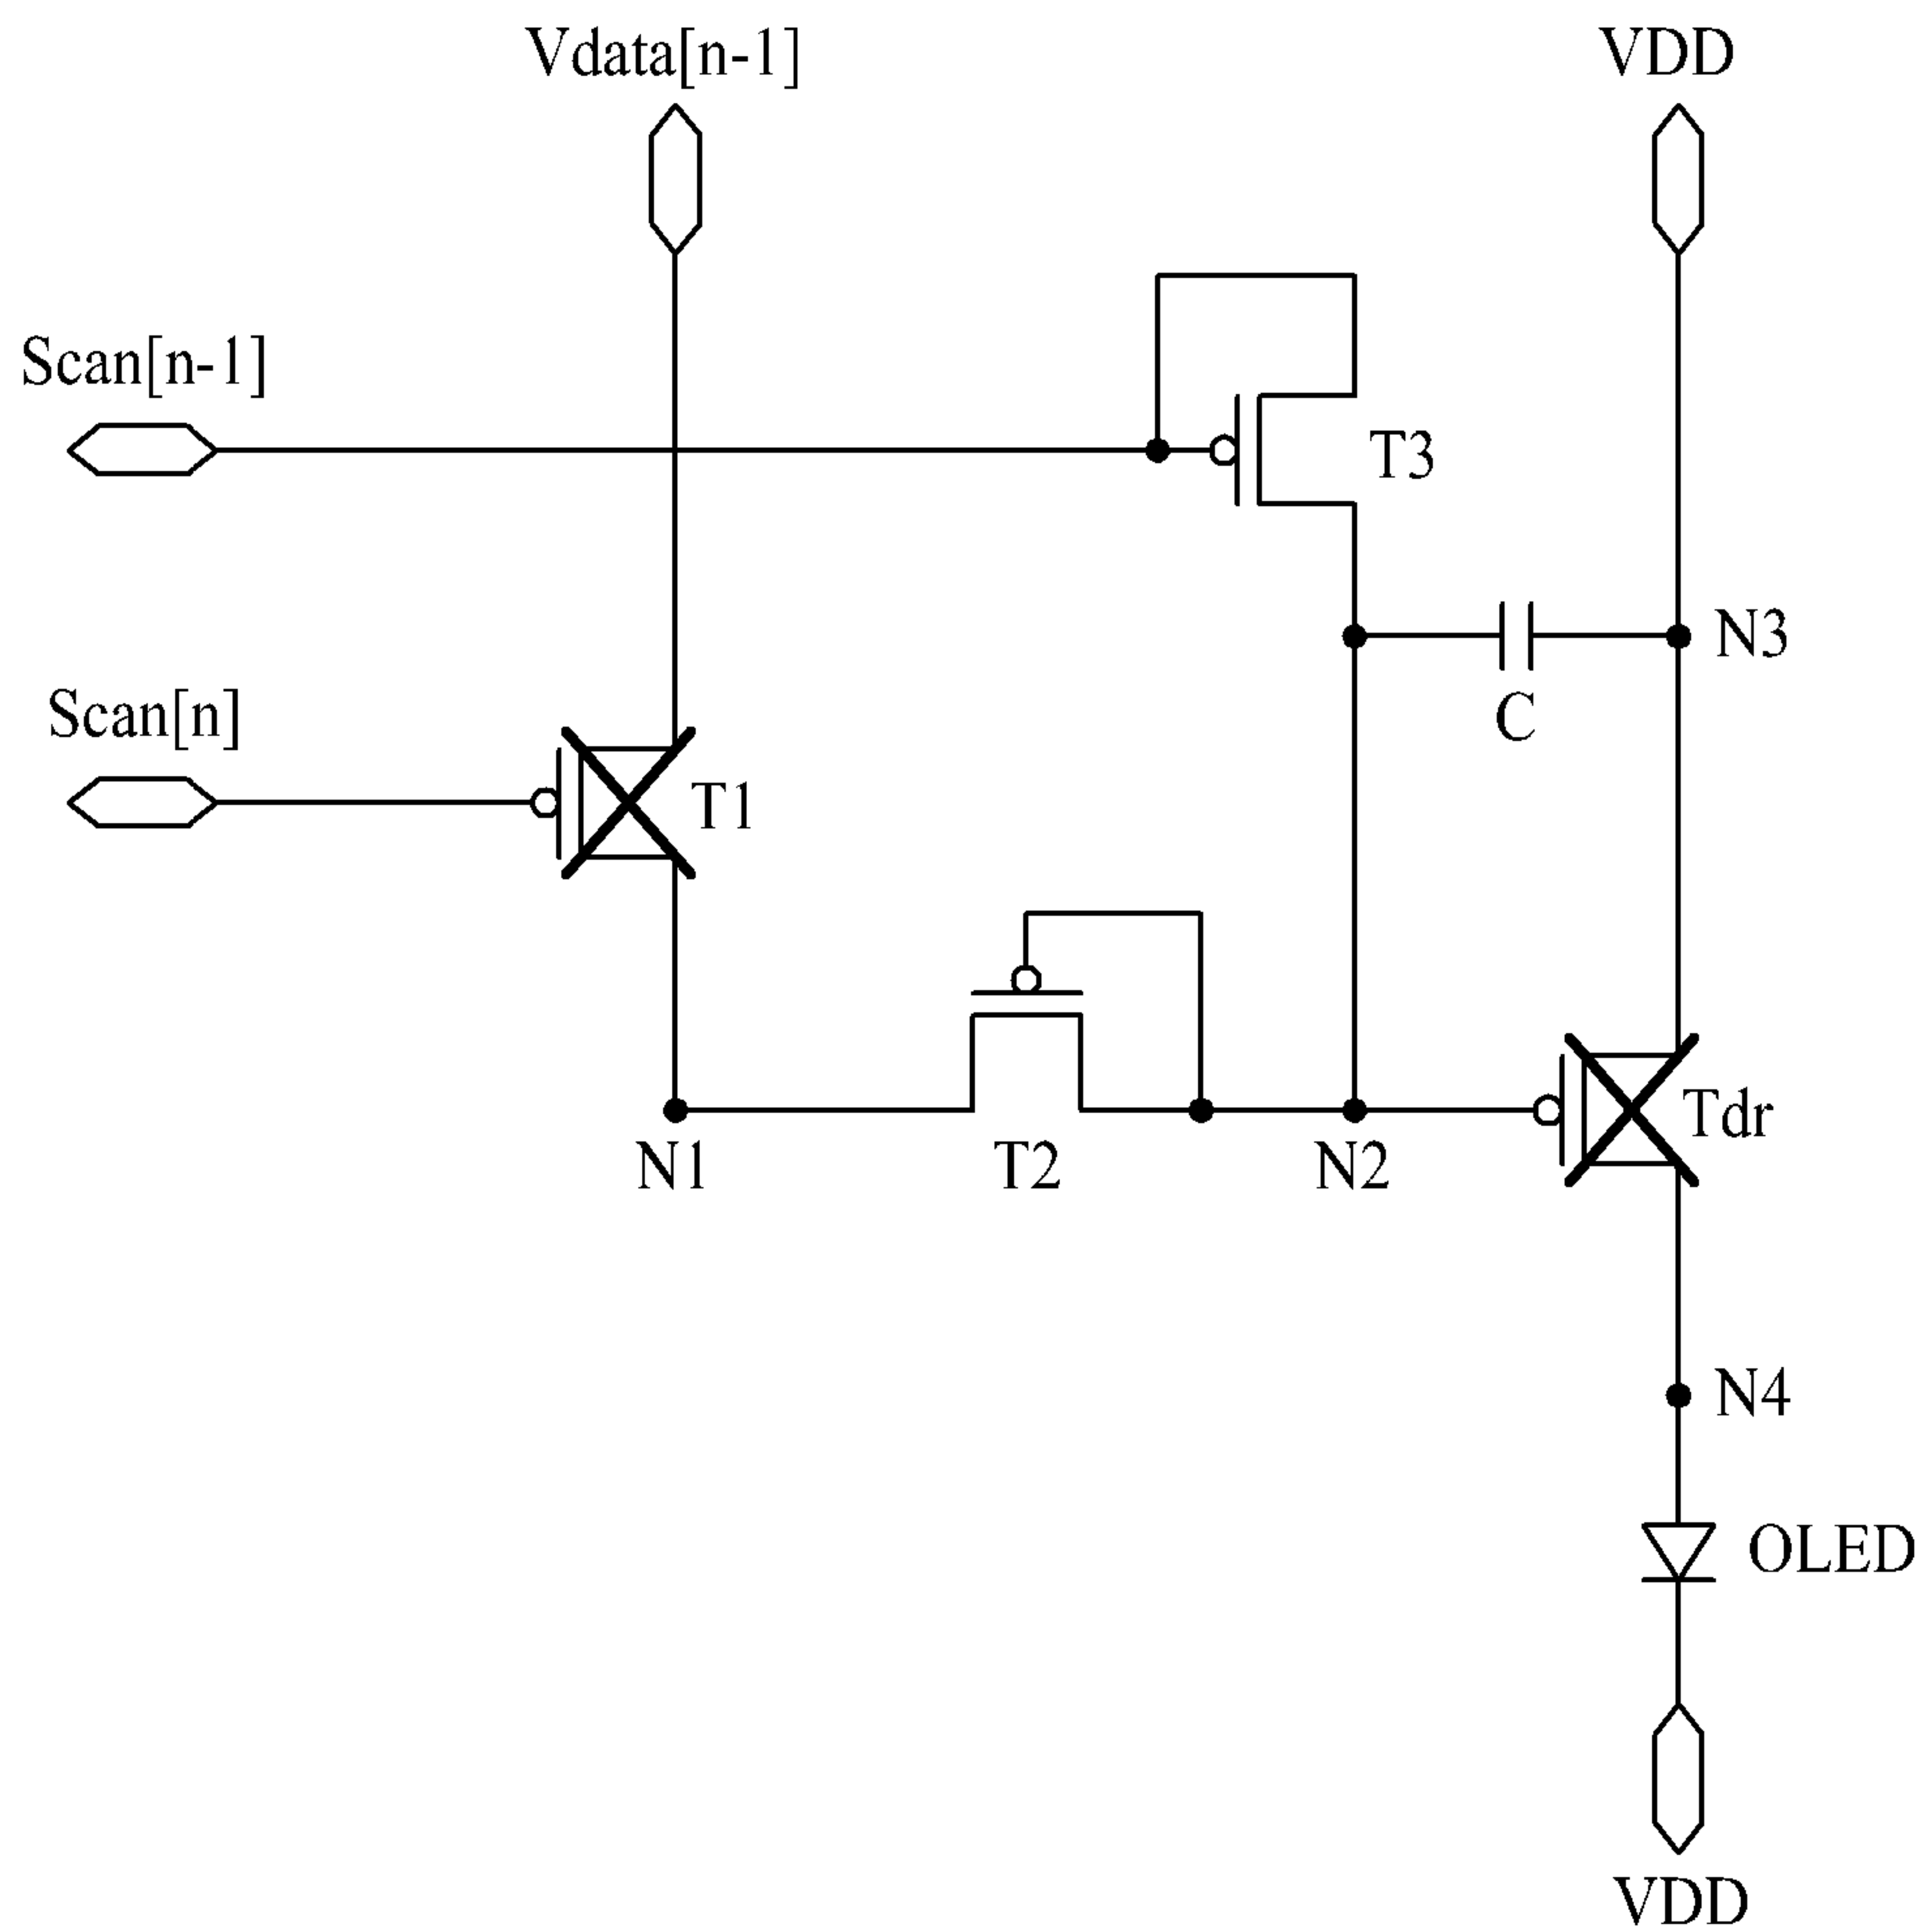 Vdata[n-1]
VDD
Scan[n-1]
T3
N3
Scan[n]
C
T1
Tdr
N1
T2
N2
N4
OLED
VDD